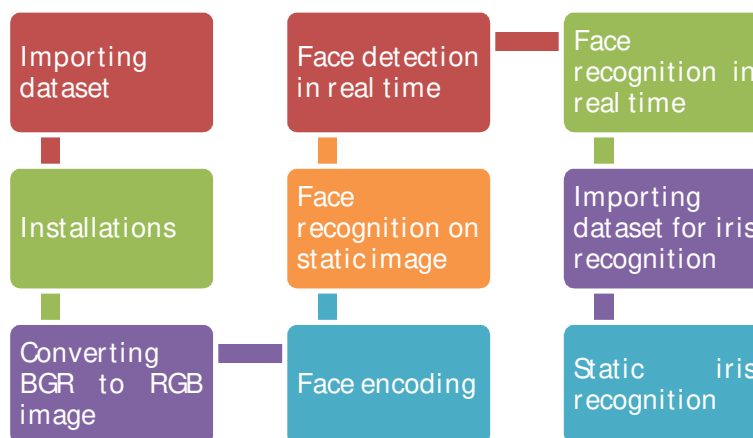 Importing
dataset
Installations
Converting
BGR to RGB
image
Face encoding
Face
recognition on
static image
Face detection
in real time
Face
recognition in
real time
Importing
dataset for iris
recognition
Static iris
recognition